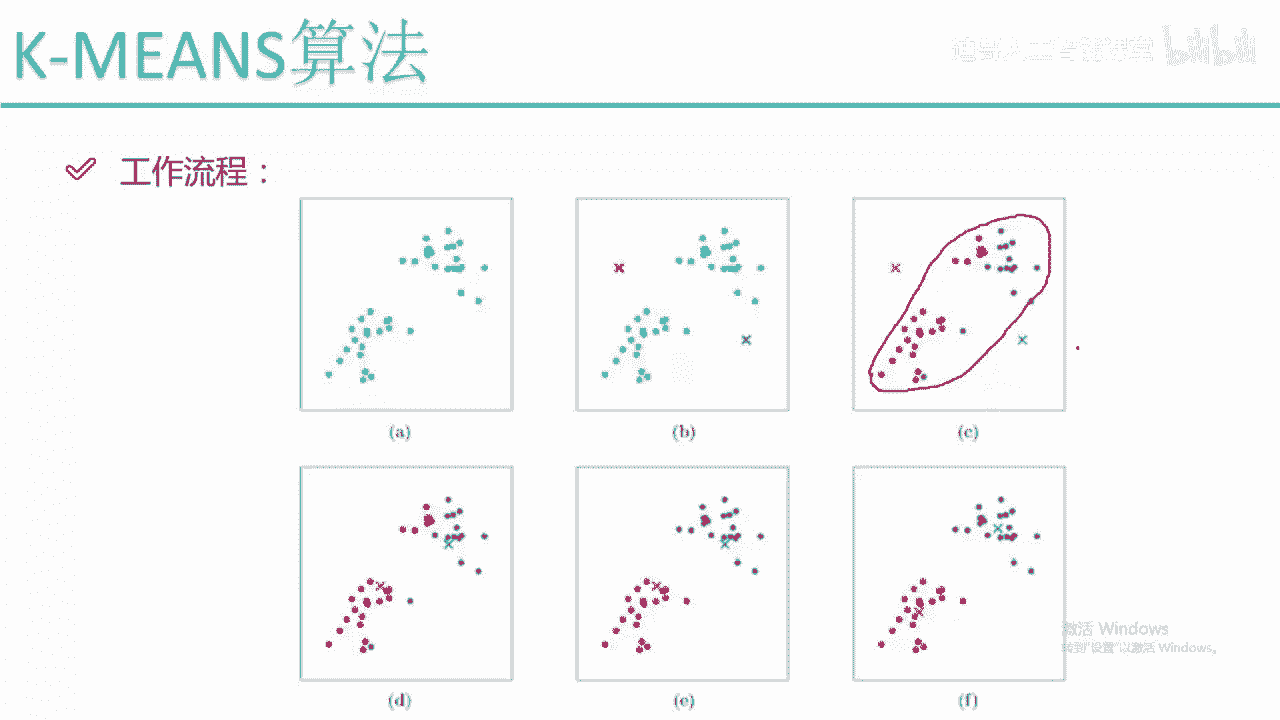 K-MEANS算法
工作流程：
(a)
(b)
(c)
(d)
(e)
(f)
激活 Windows
转到"设置"以激活 Windows。